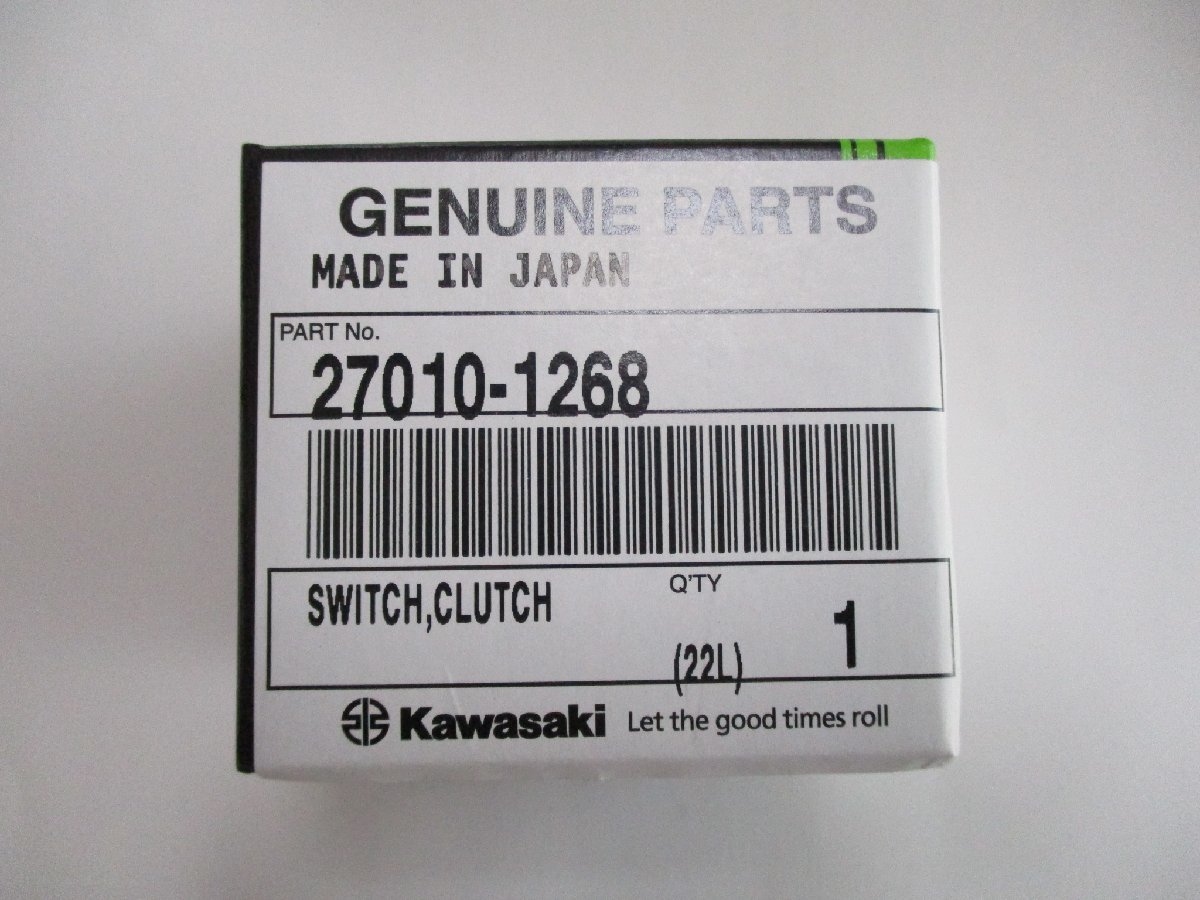 GENUINE PARTS
MADE IN JAPAN
PART No.
27010-1268
SWITCH,CLUTCH
Q'TY
1
(22L)
Kawasaki Let the good times roll